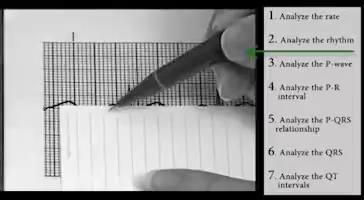 1. Analyze the rate
2. Analyze the rhythm
3. Analyze the P-wave
4. Analyze the P-R
interval
5. Analyze the P-QRS
relationship
6. Analyze the QRS
7. Analyze the QT
intervals